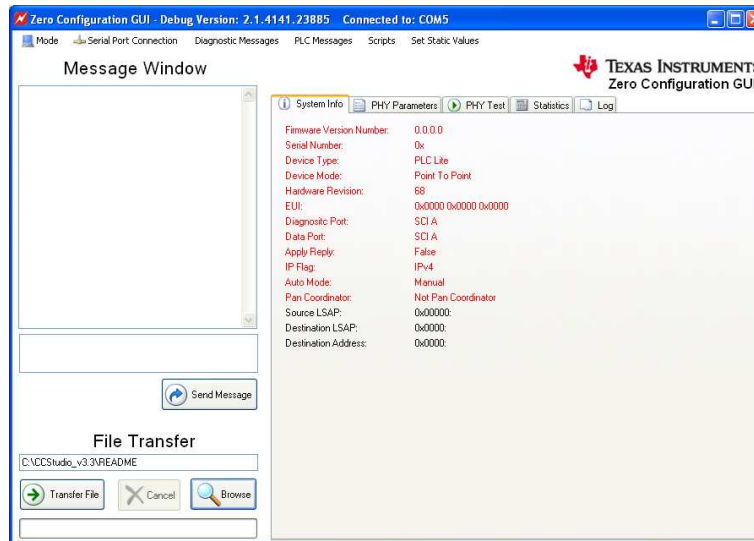 Zero Configuration GUI - Debug Version: 2.1.4141.23885 Connected to: COM5
Mode Serial Port Connection Diagnostic Messages PLC Messages Scripts Set Static Values
Message Window
TEXAS INSTRUMENTS
Zero Configuration GUI
System Info PHY Parameters PHY Test Statistics Log
Firmware Version Number: 0.0.0.0
Serial Number: 0x
Device Type: PLC Lite
Device Mode: Point To Point
Hardware Revision: 68
EUI: 0x0000 0x0000 0x0000
Diagnositc Port: SCI A
Data Port: SCI A
Apply Reply: False
IP Flag: IPv4
Auto Mode: Manual
Pan Coordinator: Not Pan Coordinator
Source LSAP: 0x00000:
Destination LSAP: 0x0000:
Destination Address: 0x0000:
Send Message
File Transfer
C:\CCStudio_v3.3\README
Transfer File Cancel Browse